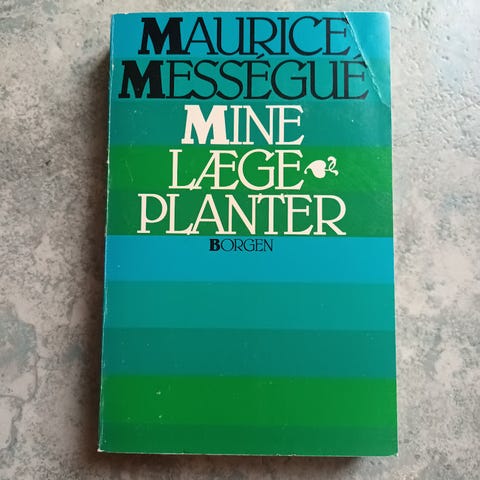 MAURICE
MESSÉGUÉ
MINE
LÆGE
PLANTER
BORGEN